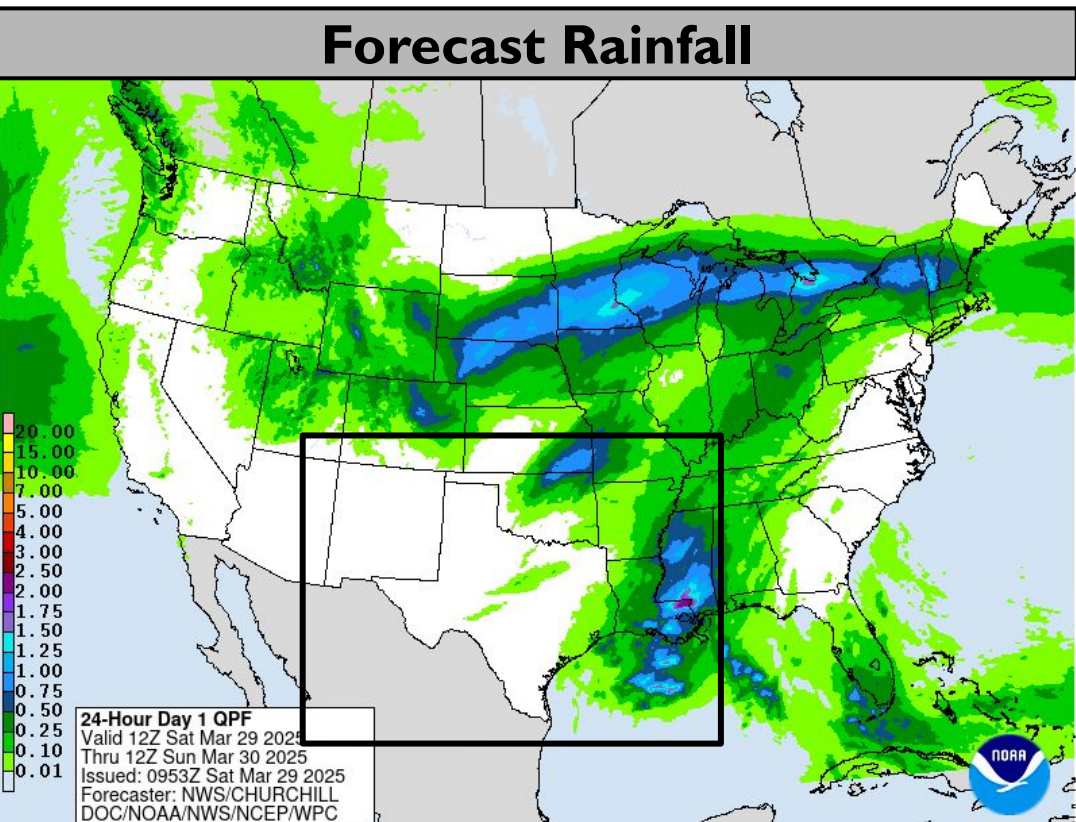 Forecast Rainfall
20.00
15.00
10.00
7.00
5.00
4.00
3.00
2.50
2.00
1.75
1.50
1.25
1.00
0.75
0.50
0.25
0.10
0.01
24-Hour Day 1 QPF
Valid 12Z Sat Mar 29 2025
Thru 12Z Sun Mar 30 2025
Issued: 0953Z Sat Mar 29 2025
Forecaster: NWS/CHURCHILL
DOC/NOAA/NWS/NCEP/WPC
NOAA